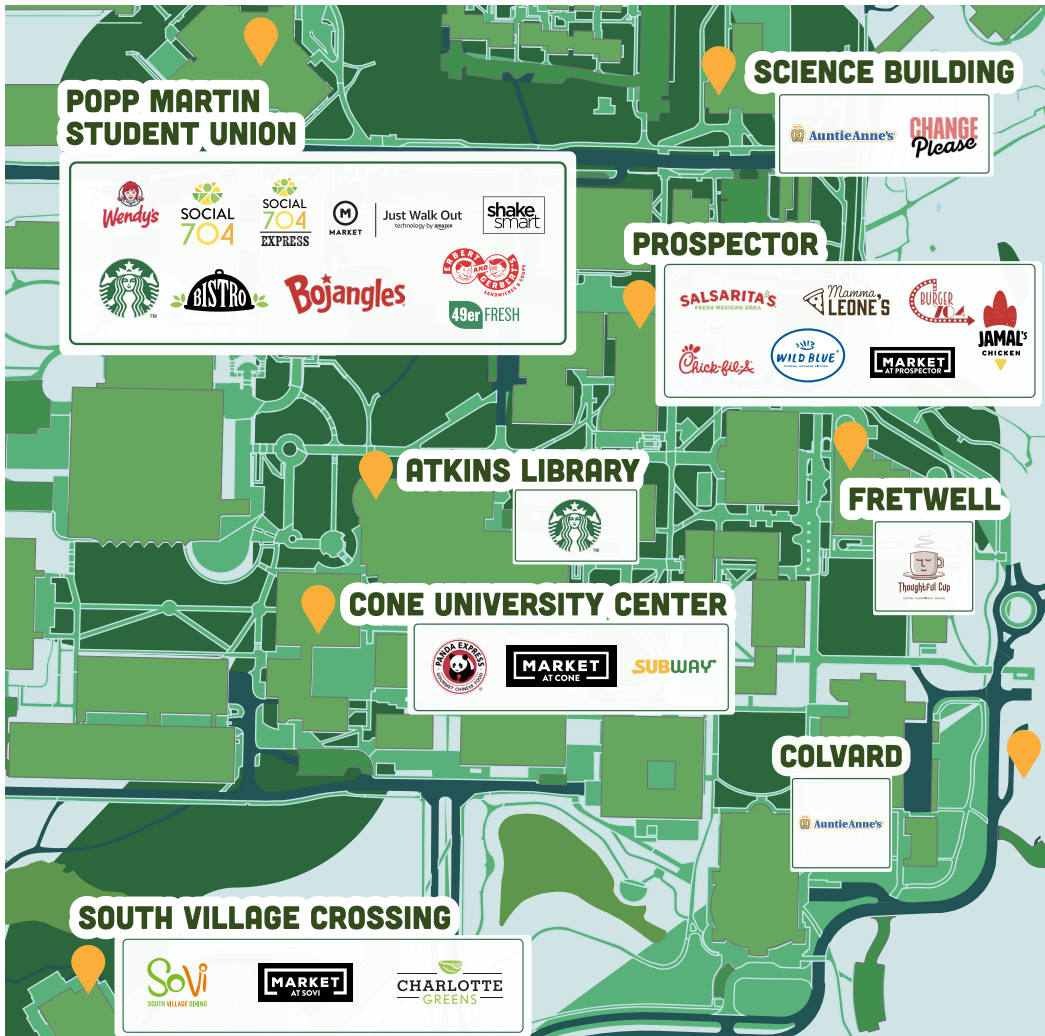 SCIENCE BUILDING
Auntie Anne's
CHANGE
Please
POPP MARTIN
STUDENT UNION
Wendy's
SOCIAL
704
SOCIAL
704
EXPRESS
M
MARKET
Just Walk Out
technology by amazon
shake
smart
TM
BISTRO
Bojangles
ERBERT AND GERBERT'S
SANDWICHES & SOUPS
49er FRESH
PROSPECTOR
SALSARITA'S
FRESH MEXICAN GRILL
Mamma
LEONE'S
BURGER
704
JAMAL'S
CHICKEN
Chick-fil-A
WILD BLUE
MARKET
AT PROSPECTOR
ATKINS LIBRARY
TM
FRETWELL
Thoughtful Cup
CONE UNIVERSITY CENTER
PANDA EXPRESS
GOURMET CHINESE FOOD
MARKET
AT CONE
SUBWAY
COLVARD
Auntie Anne's
SOUTH VILLAGE CROSSING
SoVi
SOUTH VILLAGE DINING
MARKET
AT SOVI
CHARLOTTE
GREENS